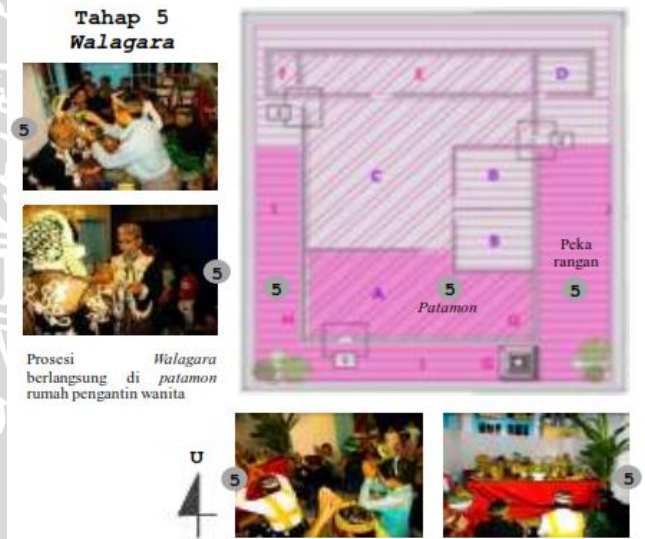 Tahap 5
Walagara
5
5
Prosesi Walagara
berlangsung di patamon
rumah pengantin wanita
F
E
D
C
B
B
I
J
A
5
5
Patamon
Peka
rangan
5
H
G
I
G
U
5
5